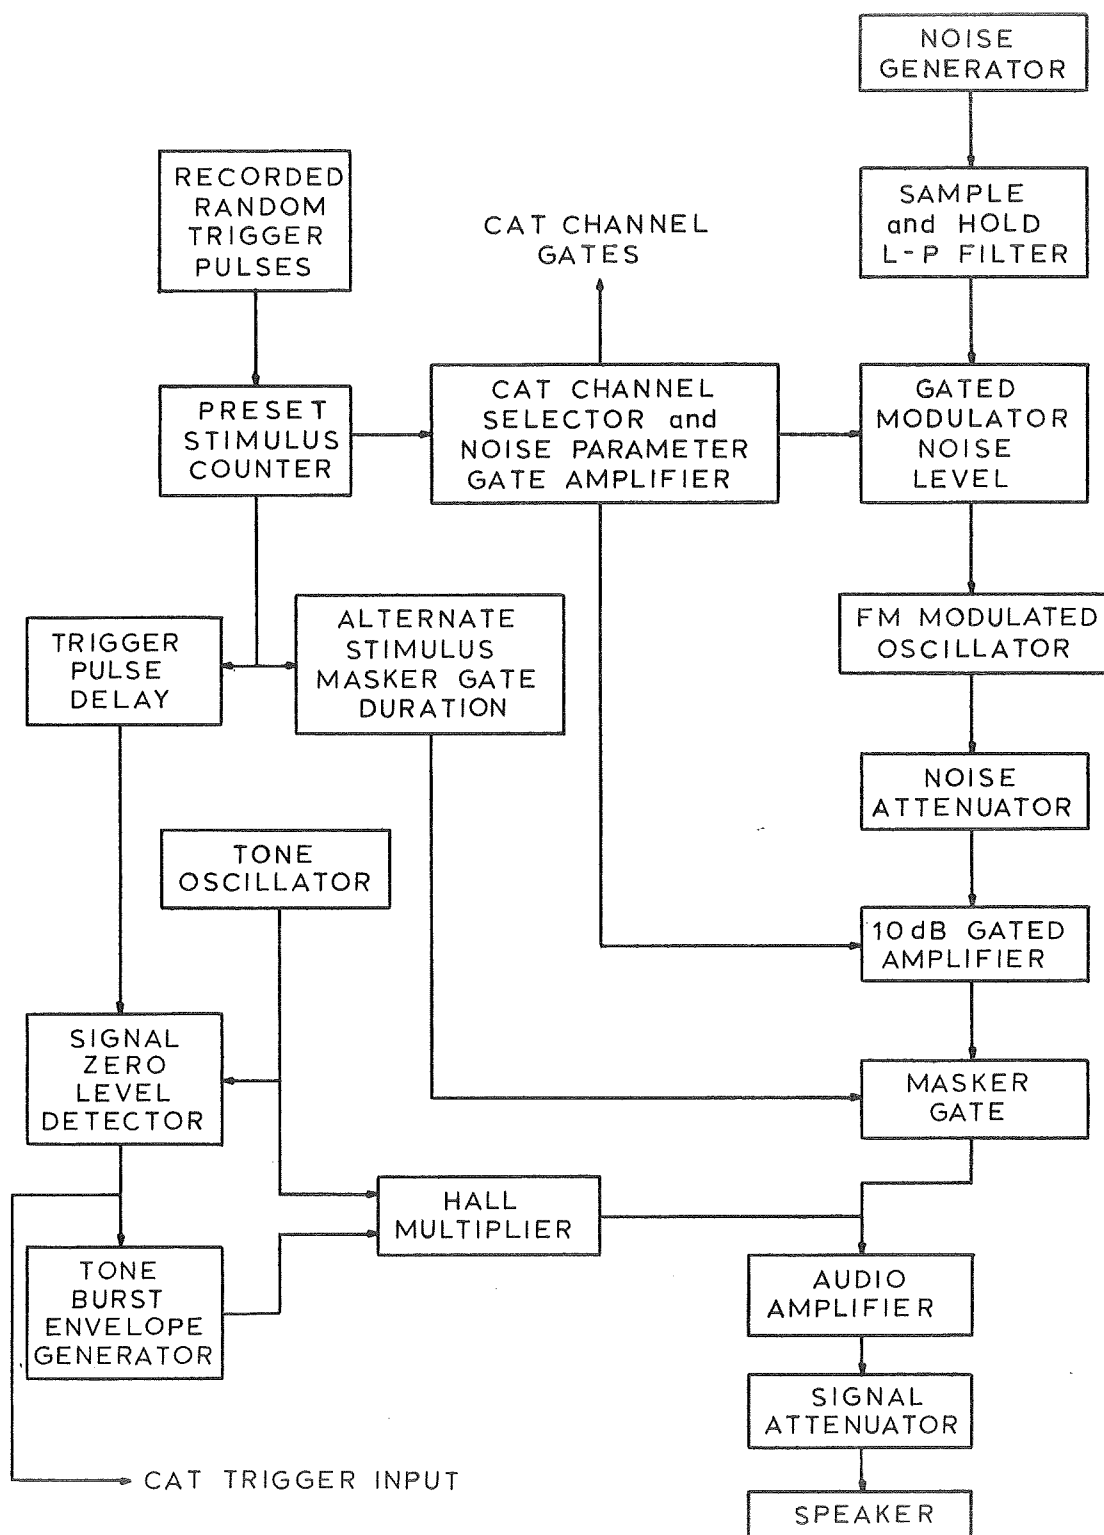 NOISE
GENERATOR
RECORDED
RANDOM
TRIGGER
PULSES
CAT CHANNEL
GATES
SAMPLE
and HOLD
L-P FILTER
PRESET
STIMULUS
COUNTER
CAT CHANNEL
SELECTOR and
NOISE PARAMETER
GATE AMPLIFIER
GATED
MODULATOR
NOISE
LEVEL
TRIGGER
PULSE
DELAY
ALTERNATE
STIMULUS
MASKER GATE
DURATION
FM MODULATED
OSCILLATOR
NOISE
ATTENUATOR
TONE
OSCILLATOR
10 dB GATED
AMPLIFIER
SIGNAL
ZERO
LEVEL
DETECTOR
MASKER
GATE
HALL
MULTIPLIER
TONE
BURST
ENVELOPE
GENERATOR
AUDIO
AMPLIFIER
SIGNAL
ATTENUATOR
CAT TRIGGER INPUT
SPEAKER